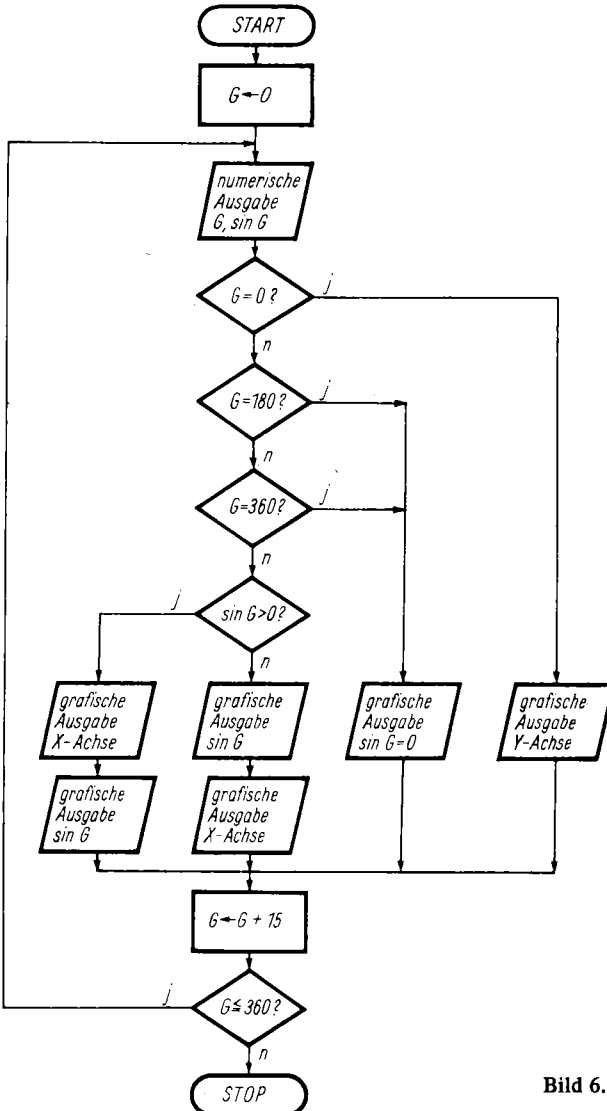 START
G←0
numerische
Ausgabe
G, sin G
G=0?
j
n
G=180?
j
n
G=360?
j
n
sin G>0?
j
n
grafische
Ausgabe
X-Achse
grafische
Ausgabe
sin G
grafische
Ausgabe
sin G=0
grafische
Ausgabe
Y-Achse
grafische
Ausgabe
sin G
grafische
Ausgabe
X-Achse
G←G + 15
G≦360?
j
n
STOP
Bild 6.